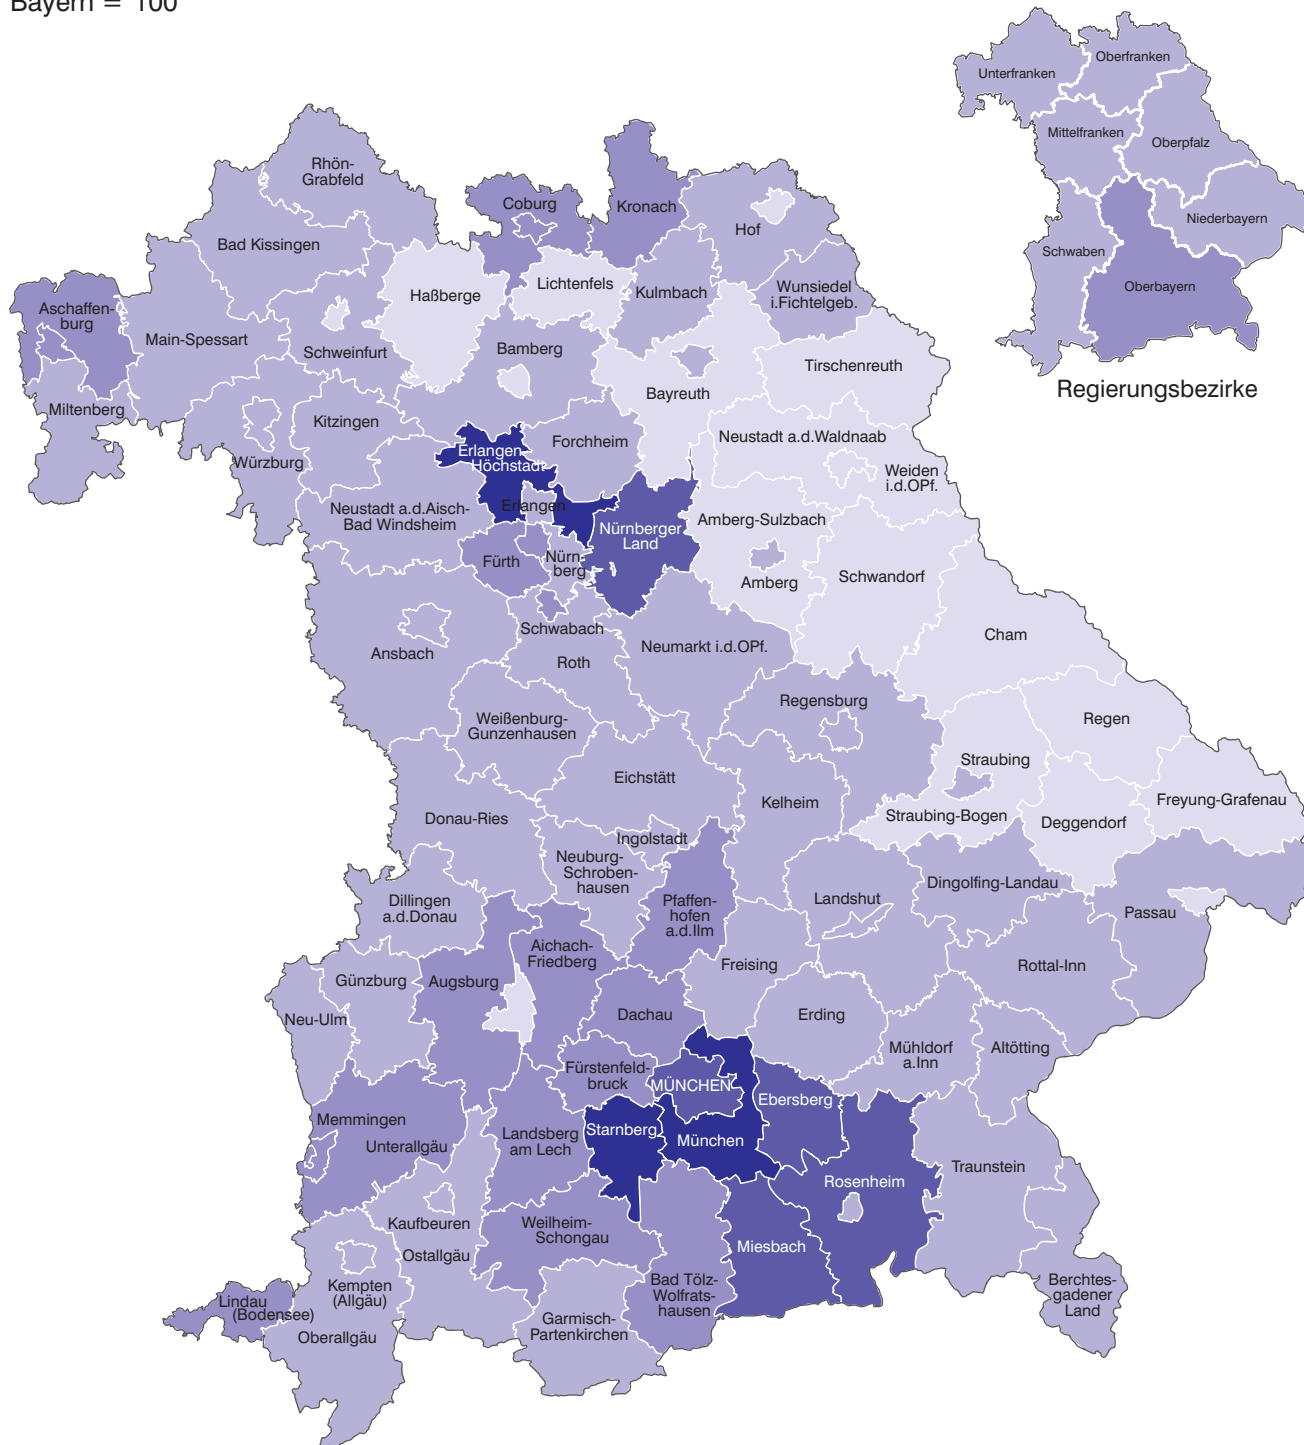 Bayern = 100
Unterfranken
Oberfranken
Mittelfranken
Oberpfalz
Niederbayern
Schwaben
Oberbayern
Regierungsbezirke
Rhön-
Grabfeld
Coburg
Kronach
Hof
Bad Kissingen
Lichtenfels
Haßberge
Kulmbach
Wunsiedel
i.Fichtelgeb.
Aschaffen-
burg
Main-Spessart
Schweinfurt
Bamberg
Tirschenreuth
Bayreuth
Miltenberg
Kitzingen
Forchheim
Neustadt a.d.Waldnaab
Erlangen-
Höchstadt
Würzburg
Weiden
i.d.OPf.
Neustadt a.d.Aisch-
Bad Windsheim
Erlangen
Nürnberger
Land
Amberg-Sulzbach
Fürth
Nürn-
berg
Amberg
Schwandorf
Schwabach
Ansbach
Roth
Neumarkt i.d.OPf.
Cham
Regensburg
Weißenburg-
Gunzenhausen
Regen
Straubing
Eichstätt
Kelheim
Freyung-Grafenau
Donau-Ries
Straubing-Bogen
Deggendorf
Ingolstadt
Neuburg-
Schroben-
hausen
Dingolfing-Landau
Dillingen
a.d.Donau
Pfaffen-
hofen
a.d.Ilm
Landshut
Passau
Aichach-
Friedberg
Freising
Rottal-Inn
Günzburg
Augsburg
Neu-Ulm
Dachau
Erding
Mühldorf
a.Inn
Altötting
Fürstenfeld-
bruck
MÜNCHEN
Ebersberg
Memmingen
Unterallgäu
Landsberg
am Lech
Starnberg
München
Traunstein
Rosenheim
Kaufbeuren
Weilheim-
Schongau
Ostallgäu
Miesbach
Kempten
(Allgäu)
Bad Tölz-
Wolfrats-
hausen
Berchtes-
gadener
Land
Lindau
(Bodensee)
Oberallgäu
Garmisch-
Partenkirchen